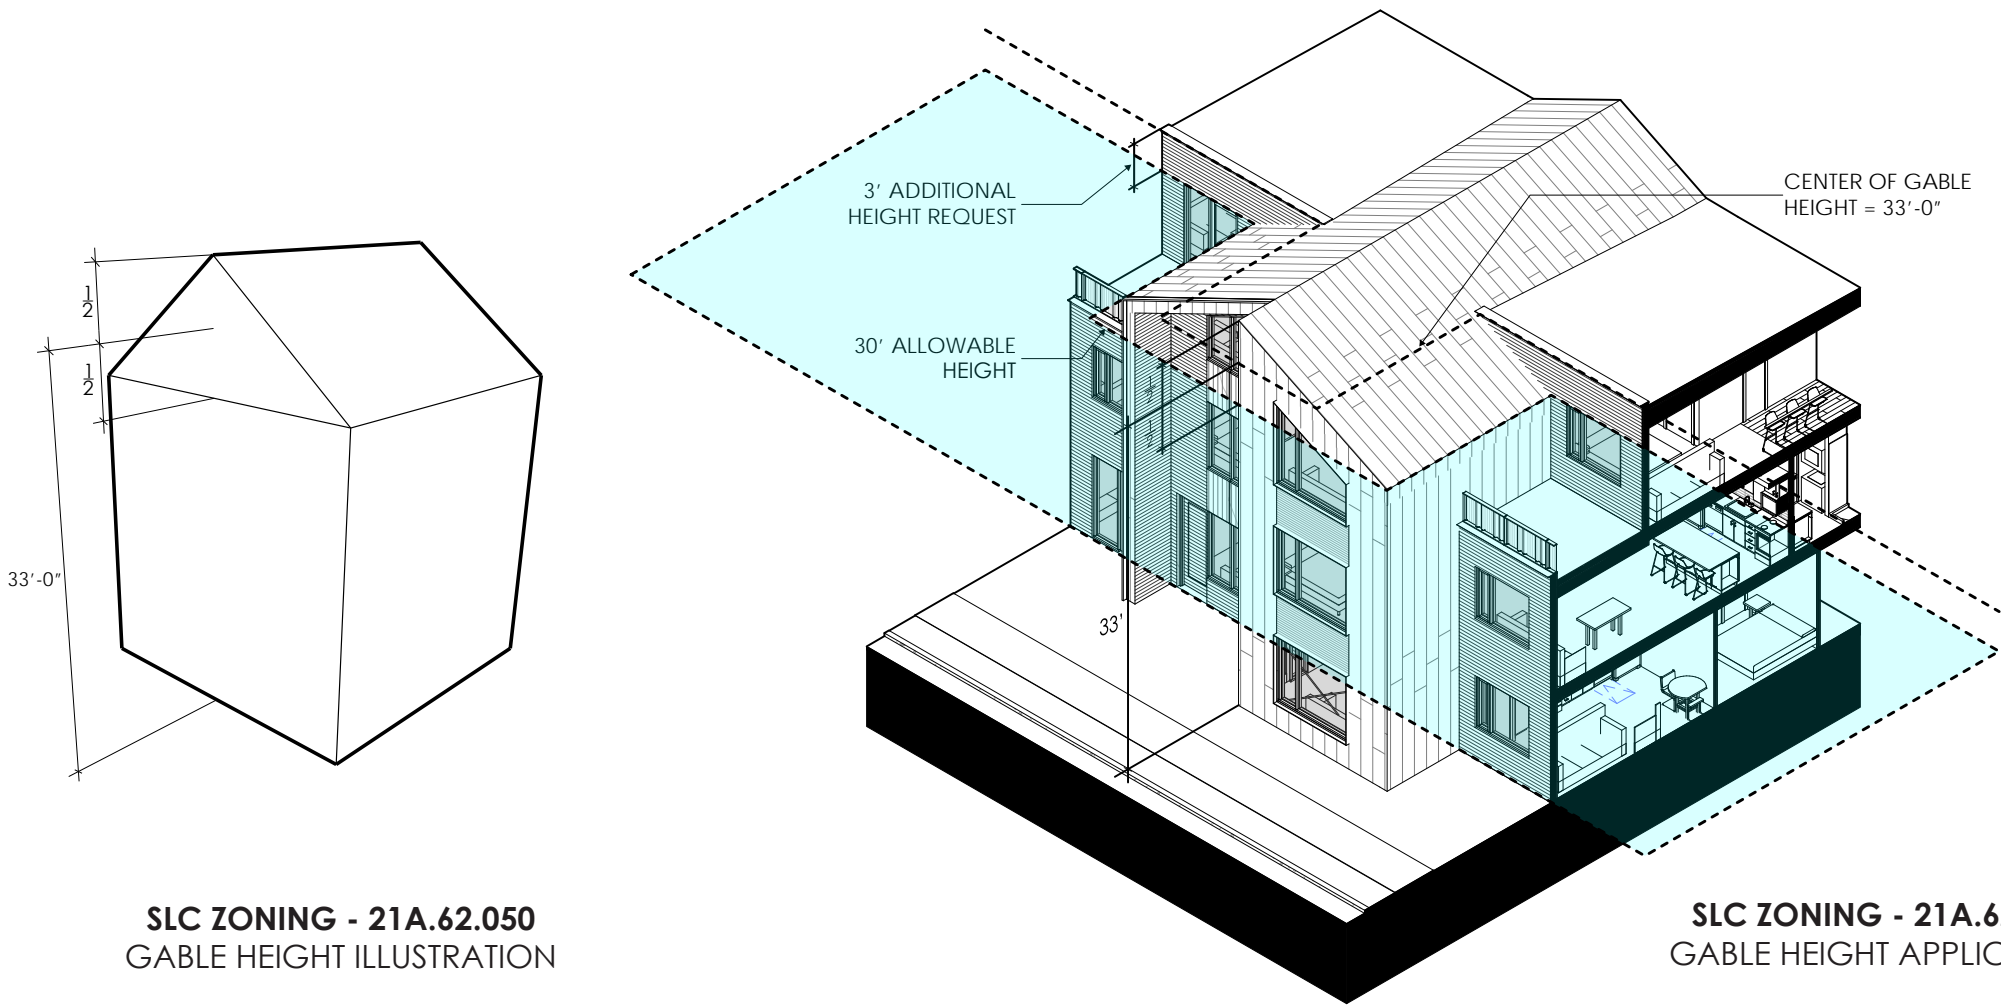 1
2
1
2
33'-0"
SLC ZONING - 21A.62.050
GABLE HEIGHT ILLUSTRATION
3' ADDITIONAL
HEIGHT REQUEST
30' ALLOWABLE
HEIGHT
CENTER OF GABLE
HEIGHT = 33'-0"
33'
SLC ZONING - 21A.6
GABLE HEIGHT APPLIC